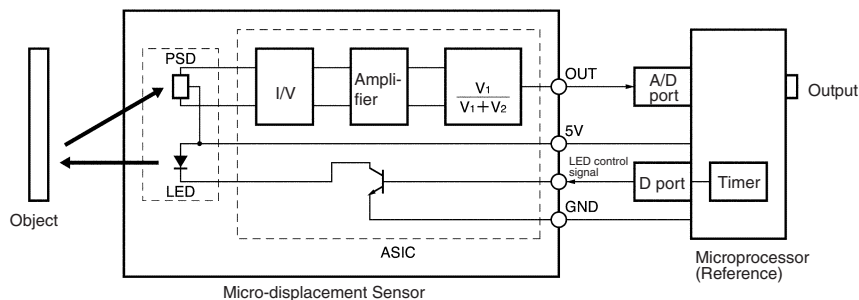 PSD
I/V
Ampli-
fier
V₁
V₁+V₂
OUT
A/D
port
Output
5V
LED control
signal
LED
D port
Timer
GND
Object
ASIC
Microprocessor
(Reference)
Micro-displacement Sensor